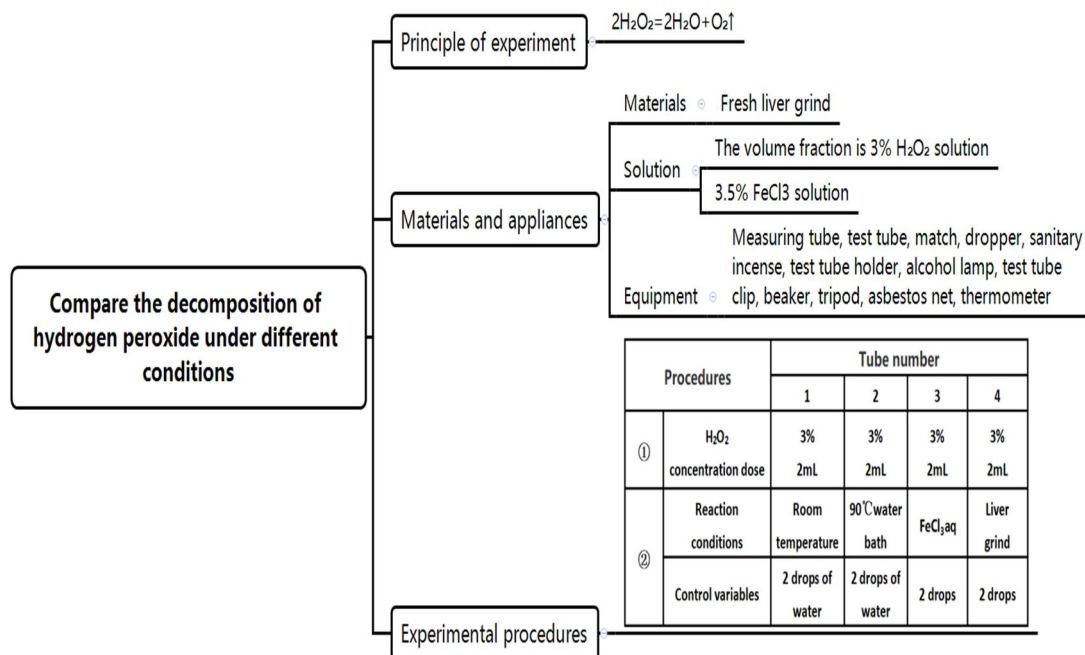 Compare the decomposition of
hydrogen peroxide under different
conditions
Principle of experiment
2H₂O₂=2H₂O+O₂↑
Materials and appliances
Materials
Fresh liver grind
Solution
The volume fraction is 3% H₂O₂ solution
3.5% FeCl3 solution
Equipment
Measuring tube, test tube, match, dropper, sanitary
incense, test tube holder, alcohol lamp, test tube
clip, beaker, tripod, asbestos net, thermometer
Experimental procedures
Procedures
Tube number
1 2 3 4
① H₂O₂ concentration dose
3% 3% 3% 3%
2mL 2mL 2mL 2mL
② Reaction conditions
Room temperature
90℃water bath
FeCl₃aq
Liver grind
Control variables
2 drops of water
2 drops of water
2 drops
2 drops